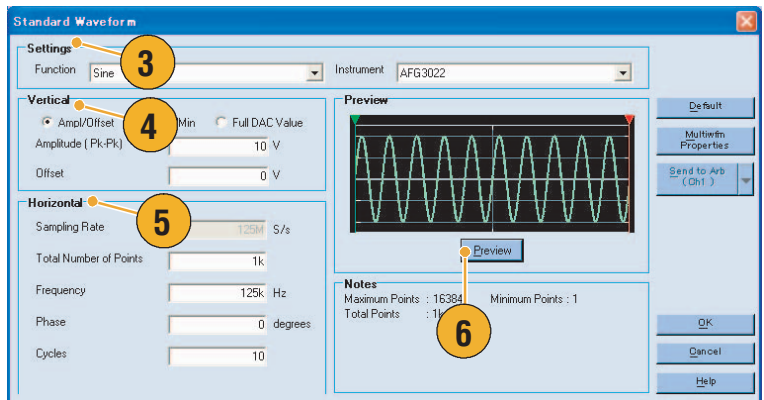 Standard Waveform
Settings
3
Function Sine
Instrument AFG3022
Vertical
4
Ampl/Offset Min Full DAC Value
Amplitude ( Pk-Pk) 10 V
Offset 0 V
Horizontal
5
Sampling Rate 125M S/s
Total Number of Points 1k
Frequency 125k Hz
Phase 0 degrees
Cycles 10
Preview
Preview
6
Notes
Maximum Points : 16384 Minimum Points : 1
Total Points : 1k
Default
Multiwfm
Properties
Send to Arb
( Ch1 )
OK
Cancel
Help